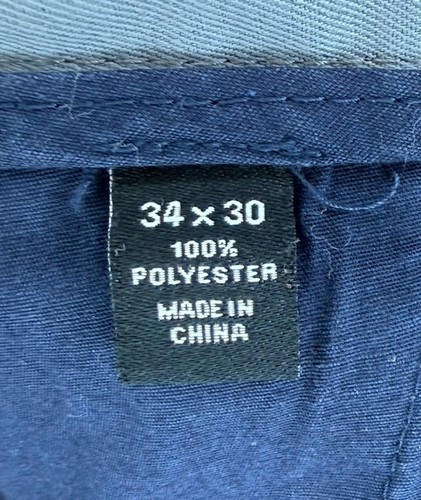 34 x 30
100%
POLYESTER
MADE IN
CHINA